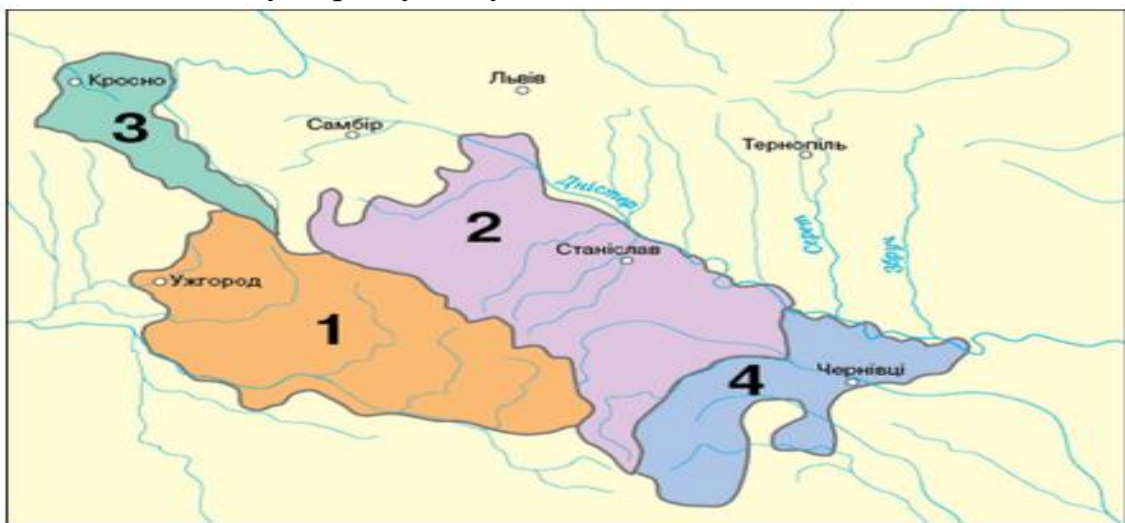 Кросно
Львів
3
Самбір
Тернопіль
Дністер
2
Серет
Збруч
Станіслав
Ужгород
1
4
Чернівці